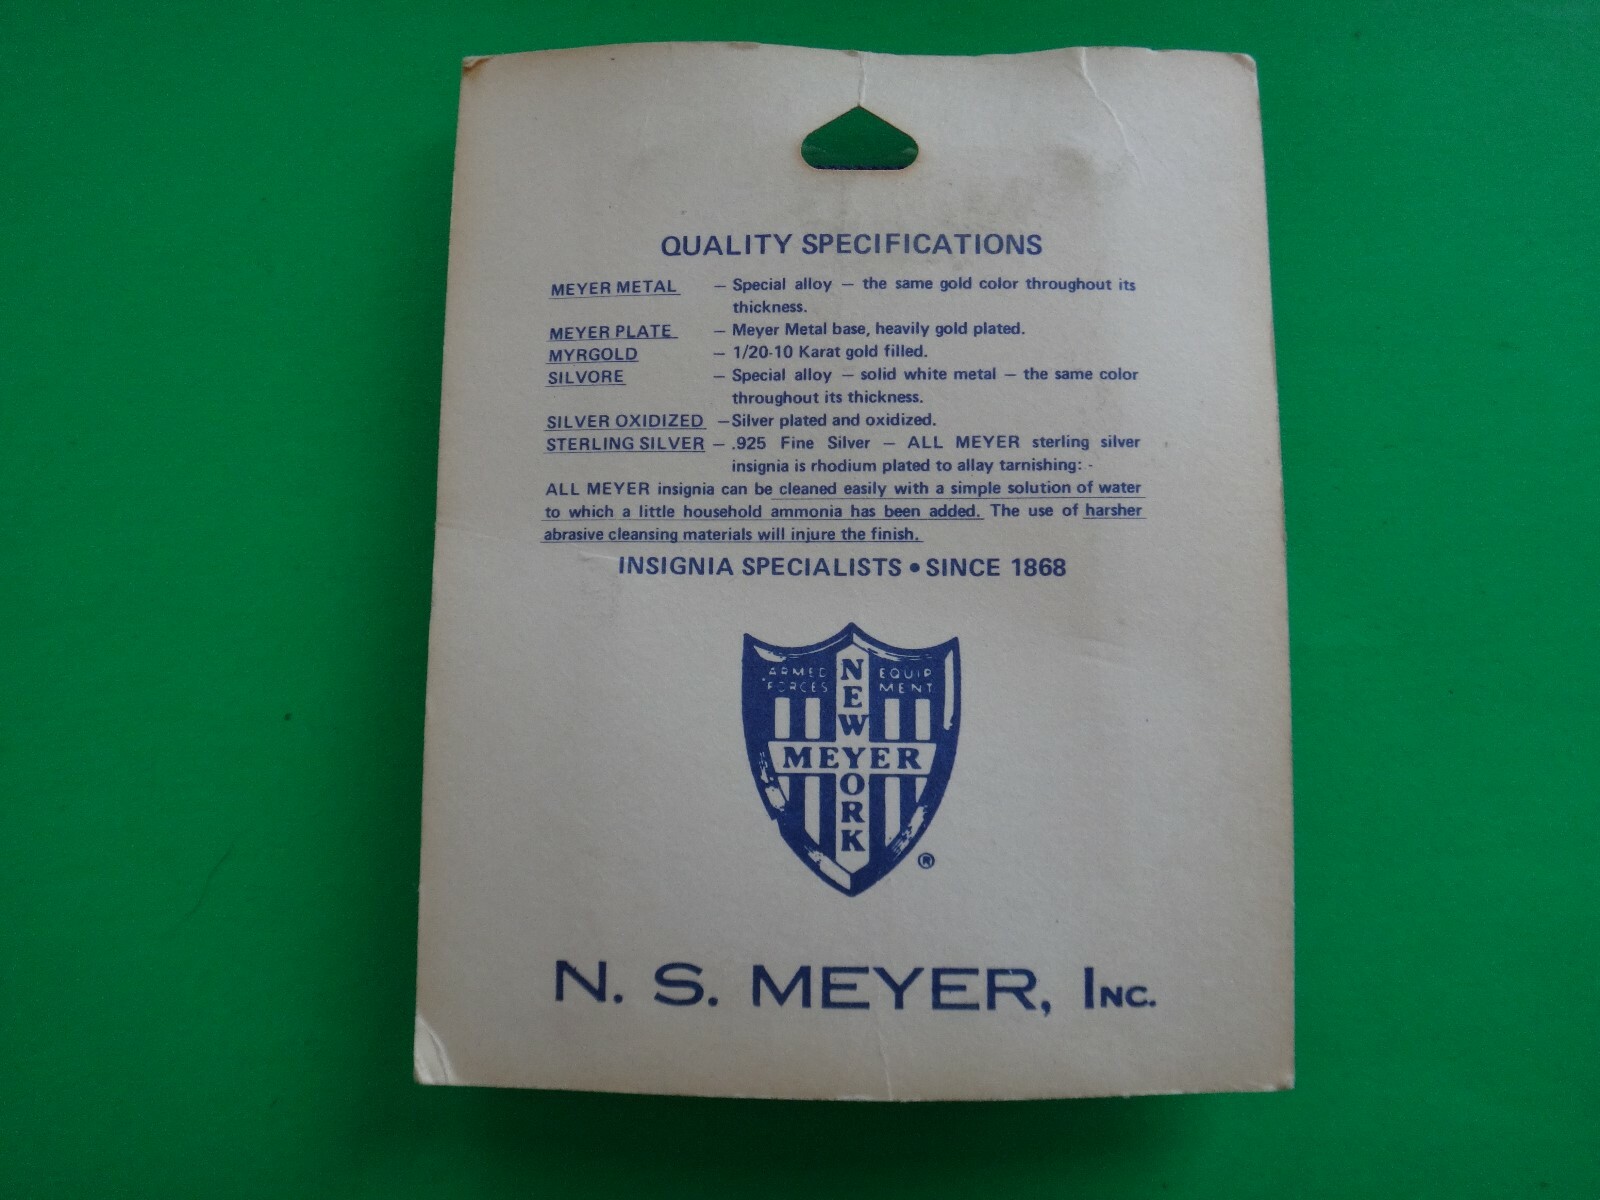 QUALITY SPECIFICATIONS
MEYER METAL — Special alloy — the same gold color throughout its
thickness.
MEYER PLATE — Meyer Metal base, heavily gold plated.
MYRGOLD — 1/20-10 Karat gold filled.
SILVORE — Special alloy — solid white metal — the same color
throughout its thickness.
SILVER OXIDIZED —Silver plated and oxidized.
STERLING SILVER — .925 Fine Silver — ALL MEYER sterling silver
insignia is rhodium plated to allay tarnishing: -
ALL MEYER insignia can be cleaned easily with a simple solution of water
to which a little household ammonia has been added. The use of harsher
abrasive cleansing materials will injure the finish.
INSIGNIA SPECIALISTS • SINCE 1868
ARMED FORCES
EQUIPMENT
NEW YORK
MEYER
®
N. S. MEYER, INC.